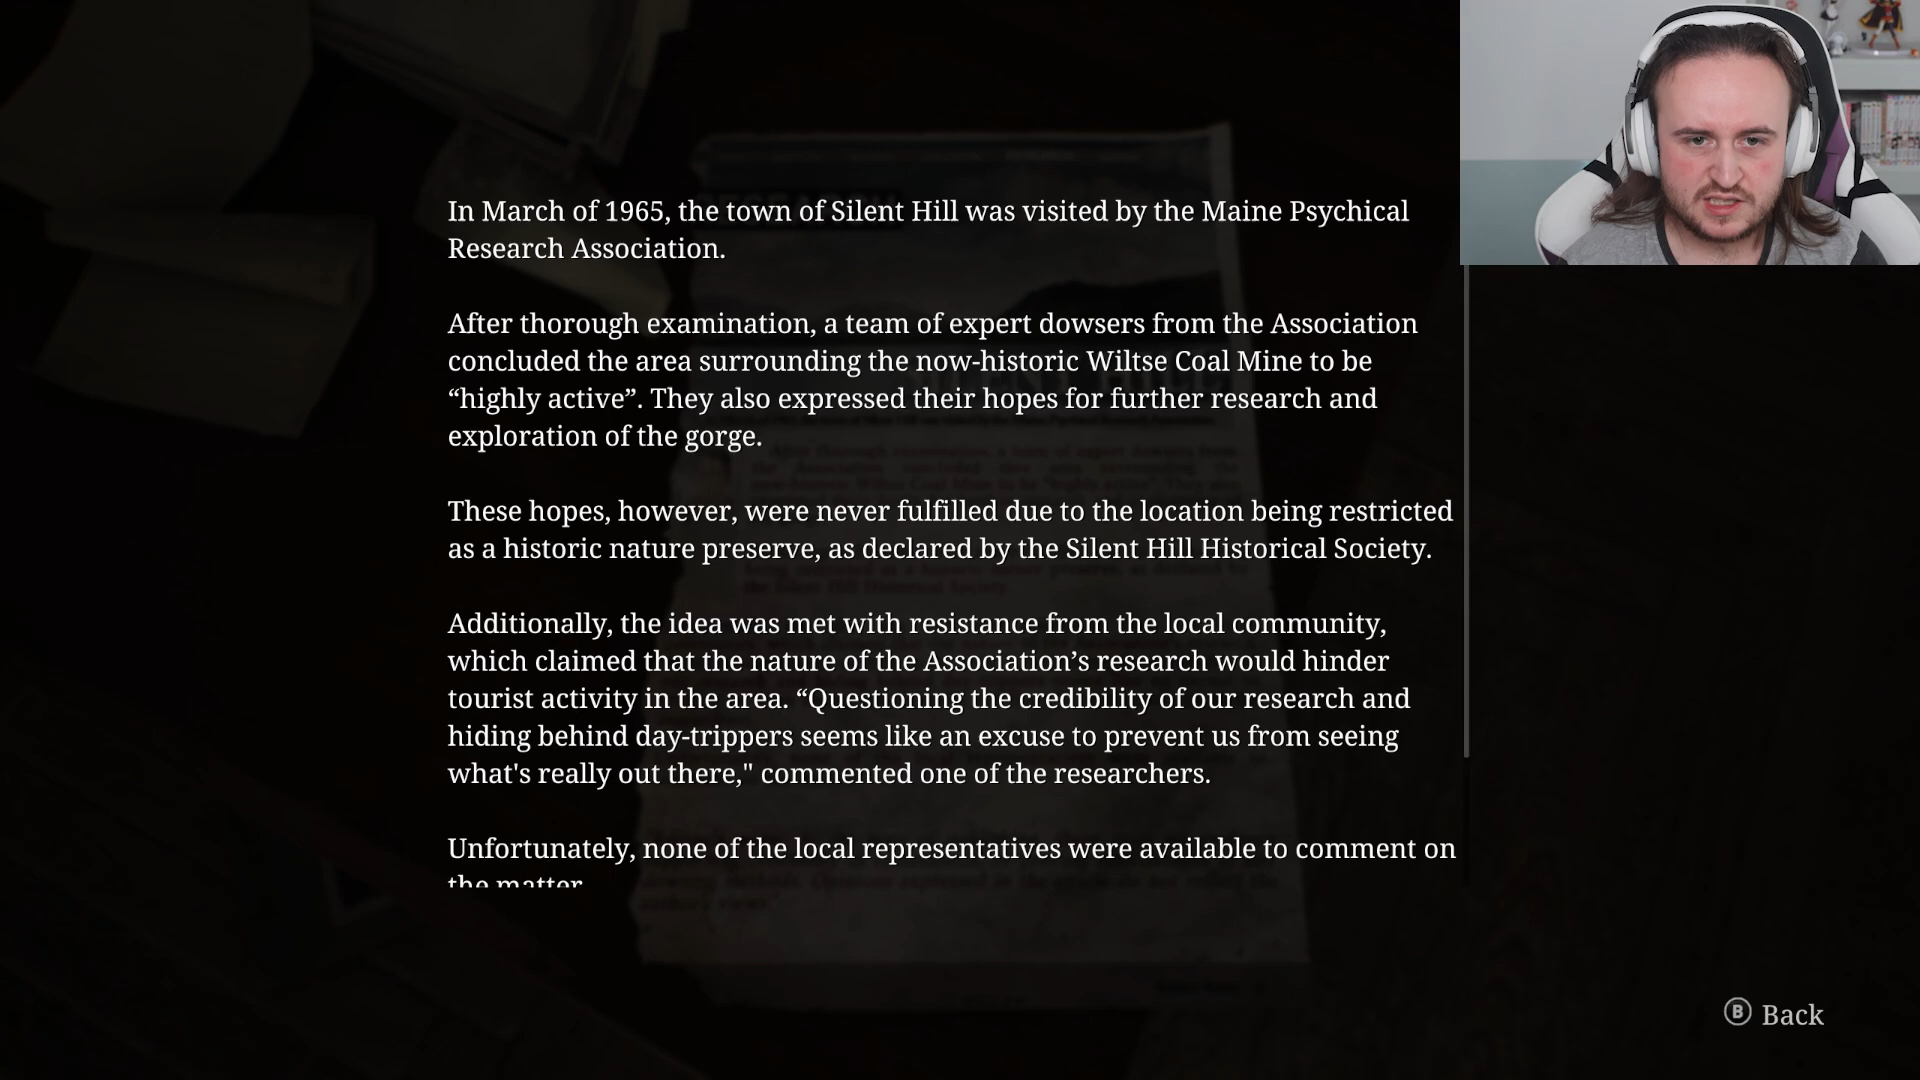 In March of 1965, the town of Silent Hill was visited by the Maine Psychical
Research Association.
After thorough examination, a team of expert dowsers from the Association
concluded the area surrounding the now-historic Wiltse Coal Mine to be
“highly active”. They also expressed their hopes for further research and
exploration of the gorge.
These hopes, however, were never fulfilled due to the location being restricted
as a historic nature preserve, as declared by the Silent Hill Historical Society.
Additionally, the idea was met with resistance from the local community,
which claimed that the nature of the Association’s research would hinder
tourist activity in the area. “Questioning the credibility of our research and
hiding behind day-trippers seems like an excuse to prevent us from seeing
what's really out there," commented one of the researchers.
Unfortunately, none of the local representatives were available to comment on
the matter.
B Back